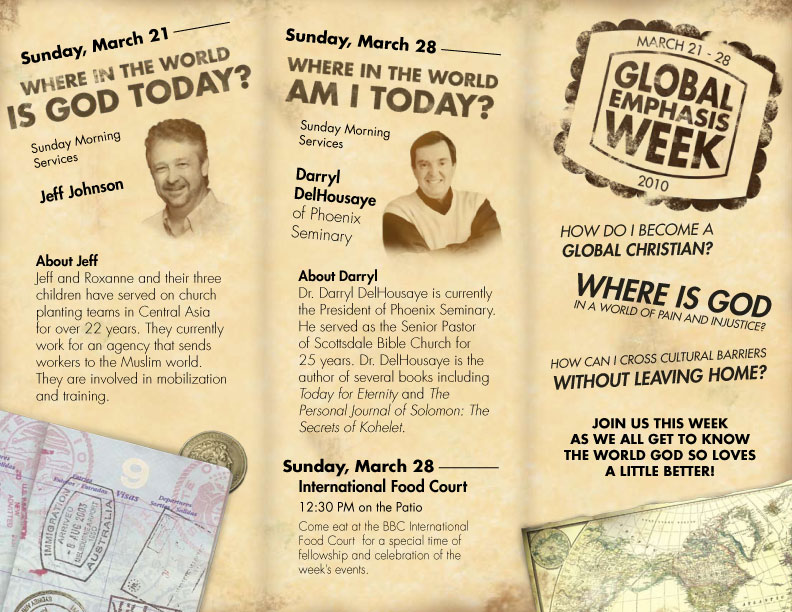 Sunday, March 21
WHERE IN THE WORLD
IS GOD TODAY?
Sunday Morning
Services
Jeff Johnson
About Jeff
Jeff and Roxanne and their three
children have served on church
planting teams in Central Asia
for over 22 years. They currently
work for an agency that sends
workers to the Muslim world.
They are involved in mobilization
and training.
9
Visas
Departures
IMMIGRATION
ARRIVED
8 AUG 2003
AUSTRALIA
Sunday, March 28
WHERE IN THE WORLD
AM I TODAY?
Sunday Morning
Services
Darryl
DelHousaye
of Phoenix
Seminary
About Darryl
Dr. Darryl DelHousaye is currently
the President of Phoenix Seminary.
He served as the Senior Pastor
of Scottsdale Bible Church for
25 years. Dr. DelHousaye is the
author of several books including
Today for Eternity and The
Personal Journal of Solomon: The
Secrets of Kohelet.
Sunday, March 28
International Food Court
12:30 PM on the Patio
Come eat at the BBC International
Food Court for a special time of
fellowship and celebration of the
week's events.
MARCH 21 - 28
GLOBAL
EMPHASIS
WEEK
2010
HOW DO I BECOME A
GLOBAL CHRISTIAN?
WHERE IS GOD
IN A WORLD OF PAIN AND INJUSTICE?
HOW CAN I CROSS CULTURAL BARRIERS
WITHOUT LEAVING HOME?
JOIN US THIS WEEK
AS WE ALL GET TO KNOW
THE WORLD GOD SO LOVES
A LITTLE BETTER!